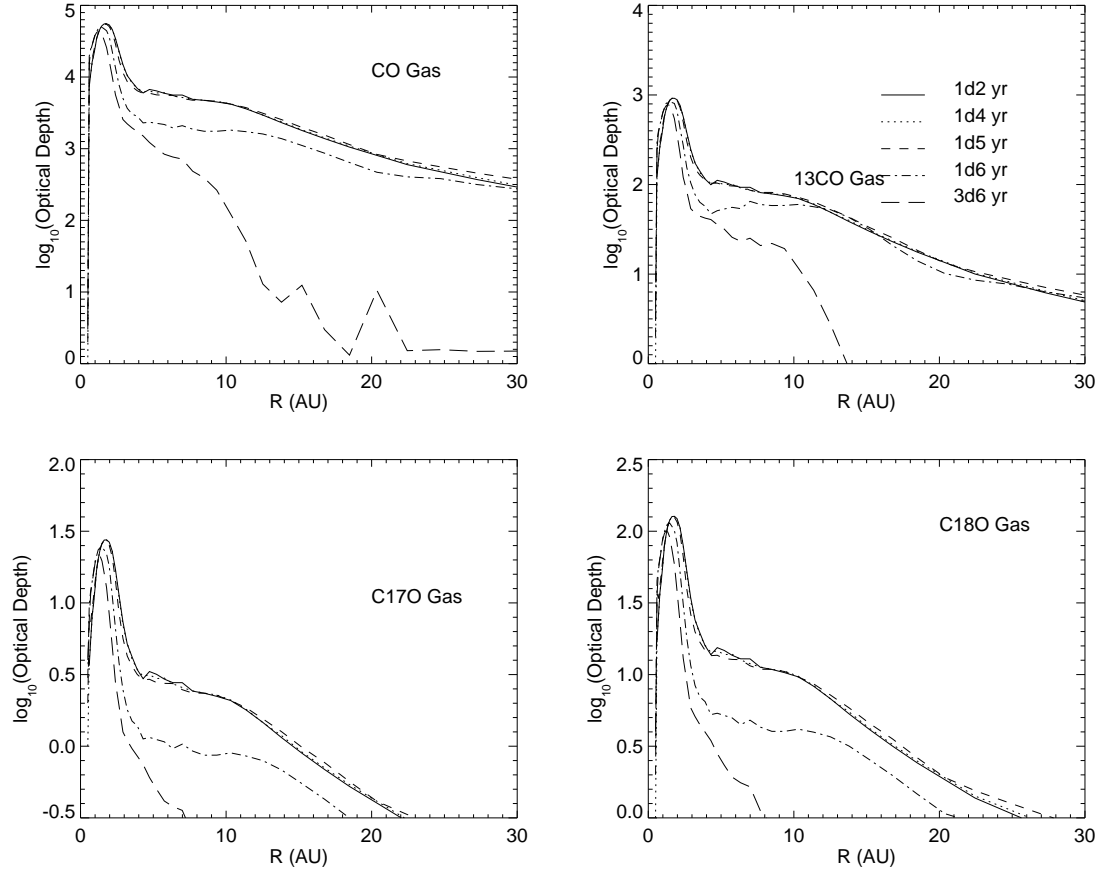 5
4
3
2
1
0
log10(Optical Depth)
CO Gas
0 10 20 30
R (AU)
4
3
2
1
0
log10(Optical Depth)
1d2 yr
1d4 yr
1d5 yr
1d6 yr
3d6 yr
13CO Gas
0 10 20 30
R (AU)
2.0
1.5
1.0
0.5
0.0
-0.5
log10(Optical Depth)
C17O Gas
0 10 20 30
R (AU)
2.5
2.0
1.5
1.0
0.5
0.0
log10(Optical Depth)
C18O Gas
0 10 20 30
R (AU)